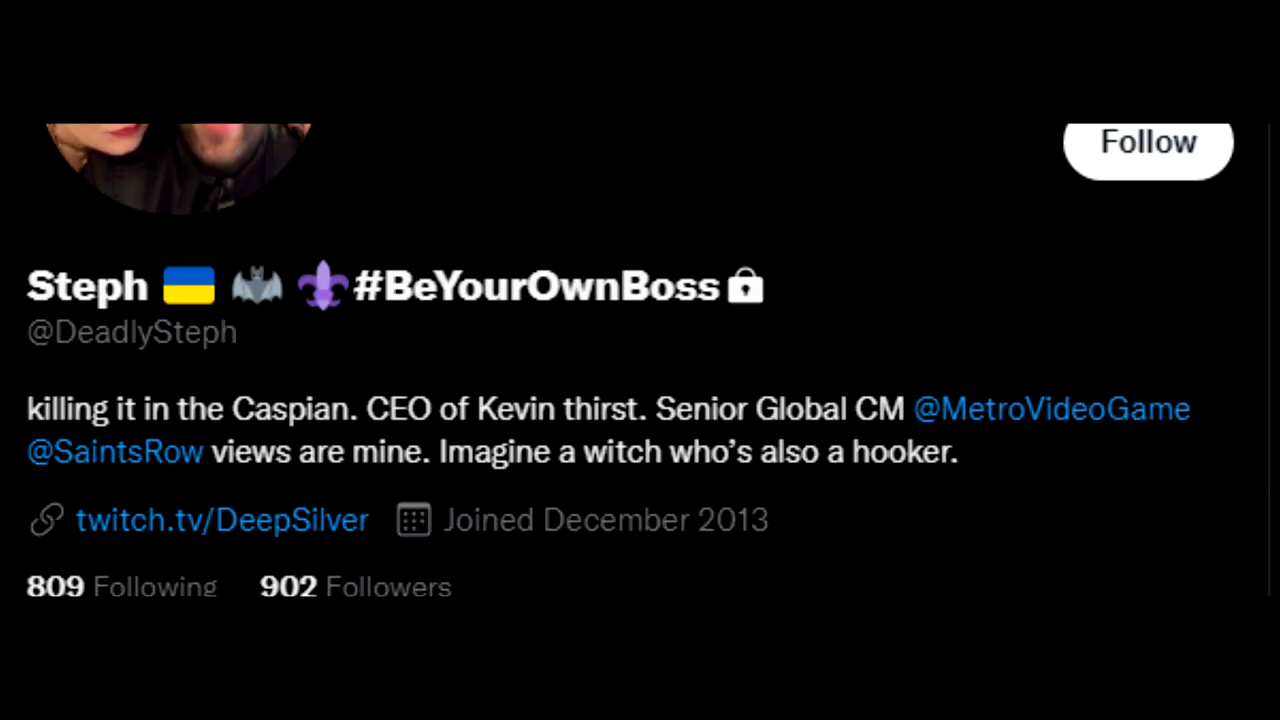 Follow
Steph 🇺🇦 🦇 ⚜#BeYourOwnBoss🔒
@DeadlySteph
killing it in the Caspian. CEO of Kevin thirst. Senior Global CM @MetroVideoGame
@SaintsRow views are mine. Imagine a witch who’s also a hooker.
twitch.tv/DeepSilver Joined December 2013
809 Following 902 Followers